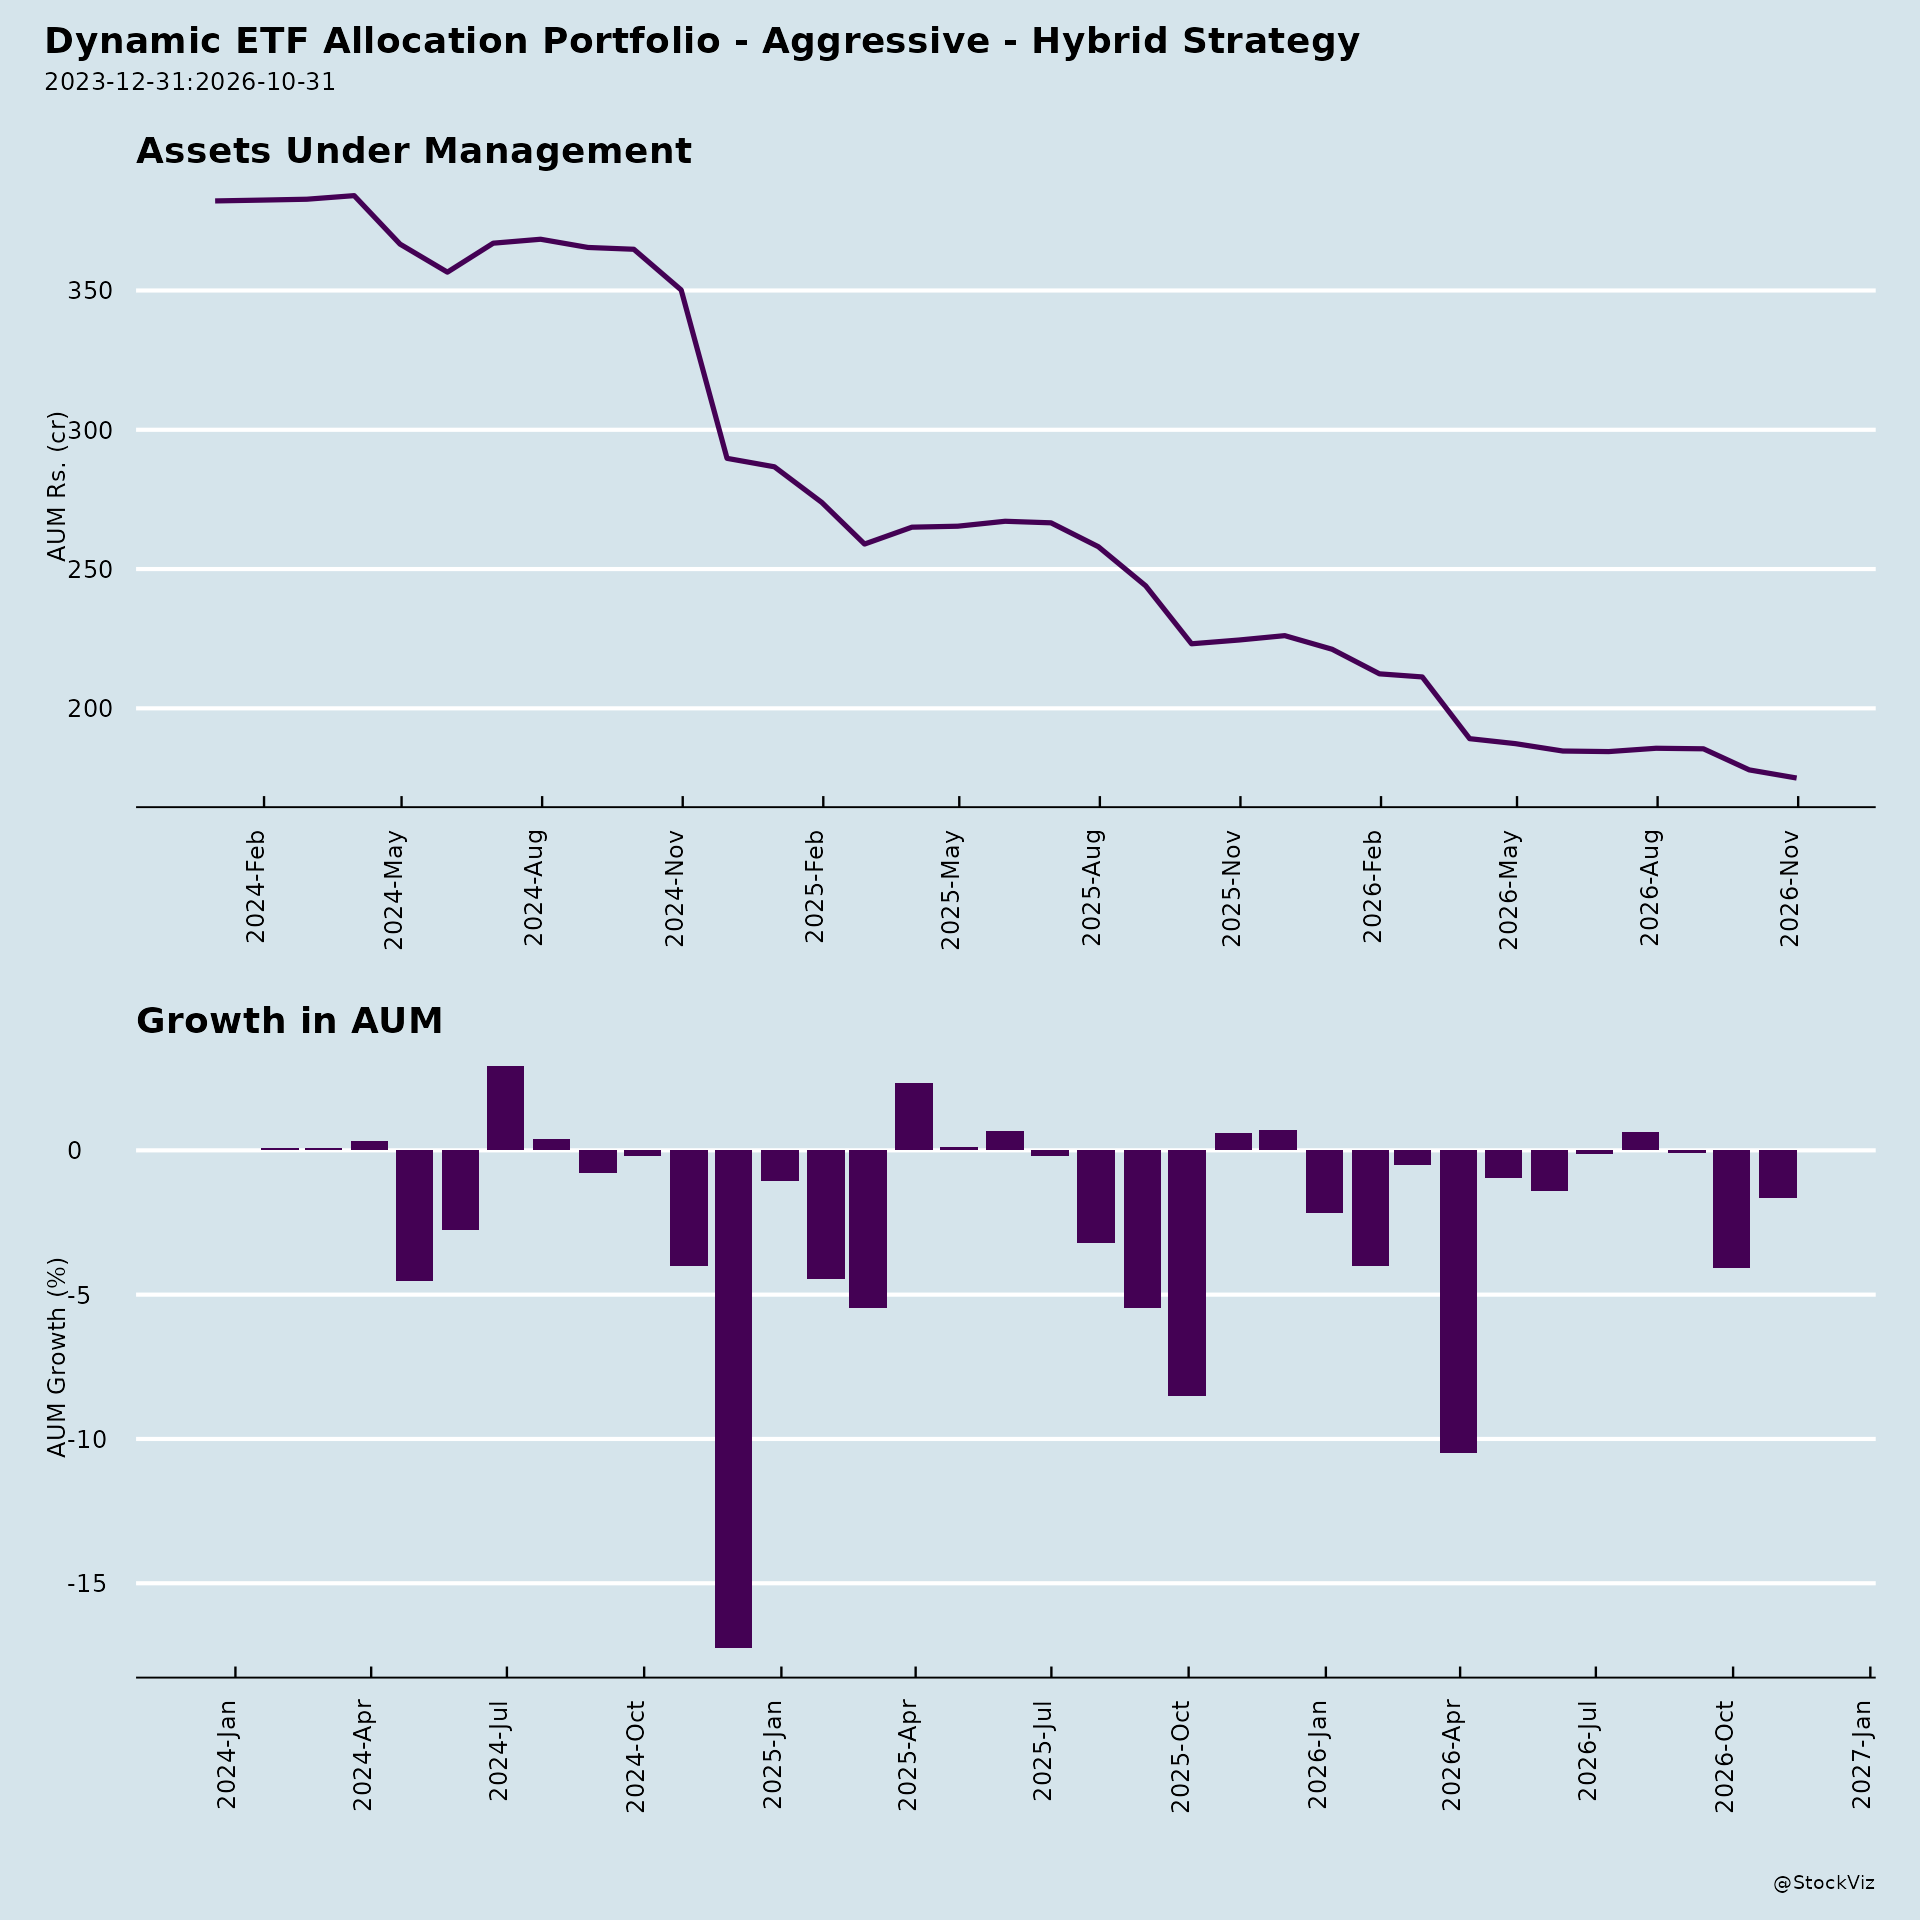 Dynamic ETF Allocation Portfolio - Aggressive - Hybrid Strategy
2023-12-31:2026-10-31
Assets Under Management
AUM Rs. (cr)
350
300
250
200
2024-Feb
2024-May
2024-Aug
2024-Nov
2025-Feb
2025-May
2025-Aug
2025-Nov
2026-Feb
2026-May
2026-Aug
2026-Nov
Growth in AUM
AUM Growth (%)
0
-5
-10
-15
2024-Jan
2024-Apr
2024-Jul
2024-Oct
2025-Jan
2025-Apr
2025-Jul
2025-Oct
2026-Jan
2026-Apr
2026-Jul
2026-Oct
2027-Jan
@StockViz